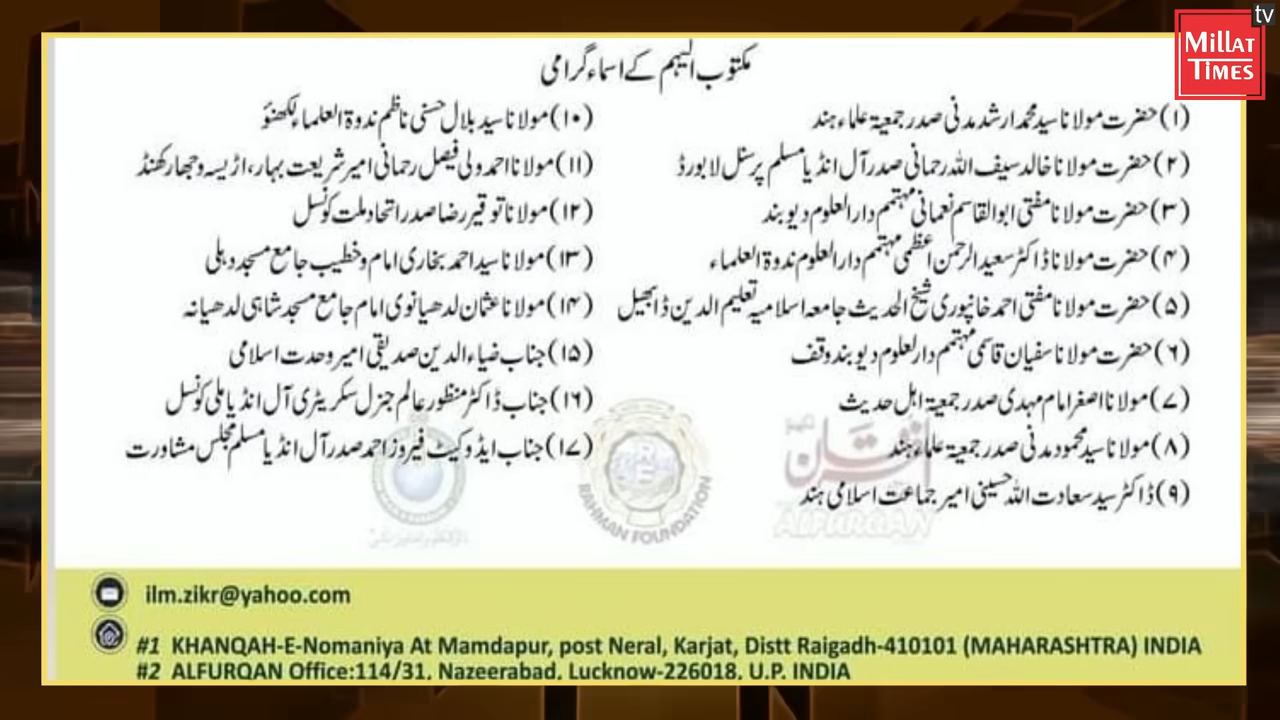 tv
MillAT
TIMES
مکتوب الیہم کے اسماء گرامی
(۱) حضرت مولانا سید محمد ارشد مدنی صدر جمعیۃ علماء ہند
(۲) حضرت مولانا خالد سیف اللہ رحمانی صدر آل انڈیا مسلم پرسنل لا بورڈ
(۳) حضرت مولانا مفتی ابوالقاسم نعمانی مہتمم دارالعلوم دیوبند
(۴) حضرت مولانا ڈاکٹر سعید الرحمن اعظمی مہتمم دارالعلوم ندوۃ العلماء
(۵) حضرت مولانا مفتی احمد خانپوری شیخ الحدیث جامعہ اسلامیہ تعلیم الدین ڈابھیل
(۶) حضرت مولانا سفیان قاسمی مہتمم دارلعلوم دیوبند وقف
(۷) مولانا اصغر امام مہدی صدر جمعیۃ اہل حدیث
(۸) مولانا سید محمود مدنی صدر جمعیۃ علماء ہند
(۹) ڈاکٹر سید سعادت اللہ حسینی امیر جماعت اسلامی ہند
(۱۰) مولانا سید بلال حسنی ناظم ندوۃ العلماء لکھنؤ
(۱۱) مولانا احمد ولی فیصل رحمانی امیر شریعت بہار، اڑیسہ وجھارکھنڈ
(۱۲) مولانا توقیر رضا صدر اتحاد ملت کونسل
(۱۳) مولانا سید احمد بخاری امام وخطیب جامع مسجد دہلی
(۱۴) مولانا عثمان لدھیانوی امام جامع مسجد شاہی لدھیانہ
(۱۵) جناب ضیاء الدین صدیقی امیر وحدت اسلامی
(۱۶) جناب ڈاکٹر منظور عالم جنرل سکریٹری آل انڈیا ملی کونسل
(۱۷) جناب ایڈوکیٹ فیروز احمد صدر آل انڈیا مسلم مجلس مشاورت
RAHMAN FOUNDATION
الفرقان
ALFURQAN
ilm.zikr@yahoo.com
#1 KHANQAH-E-Nomaniya At Mamdapur, post Neral, Karjat, Distt Raigadh-410101 (MAHARASHTRA) INDIA
#2 ALFURQAN Office:114/31, Nazeerabad, Lucknow-226018, U.P. INDIA